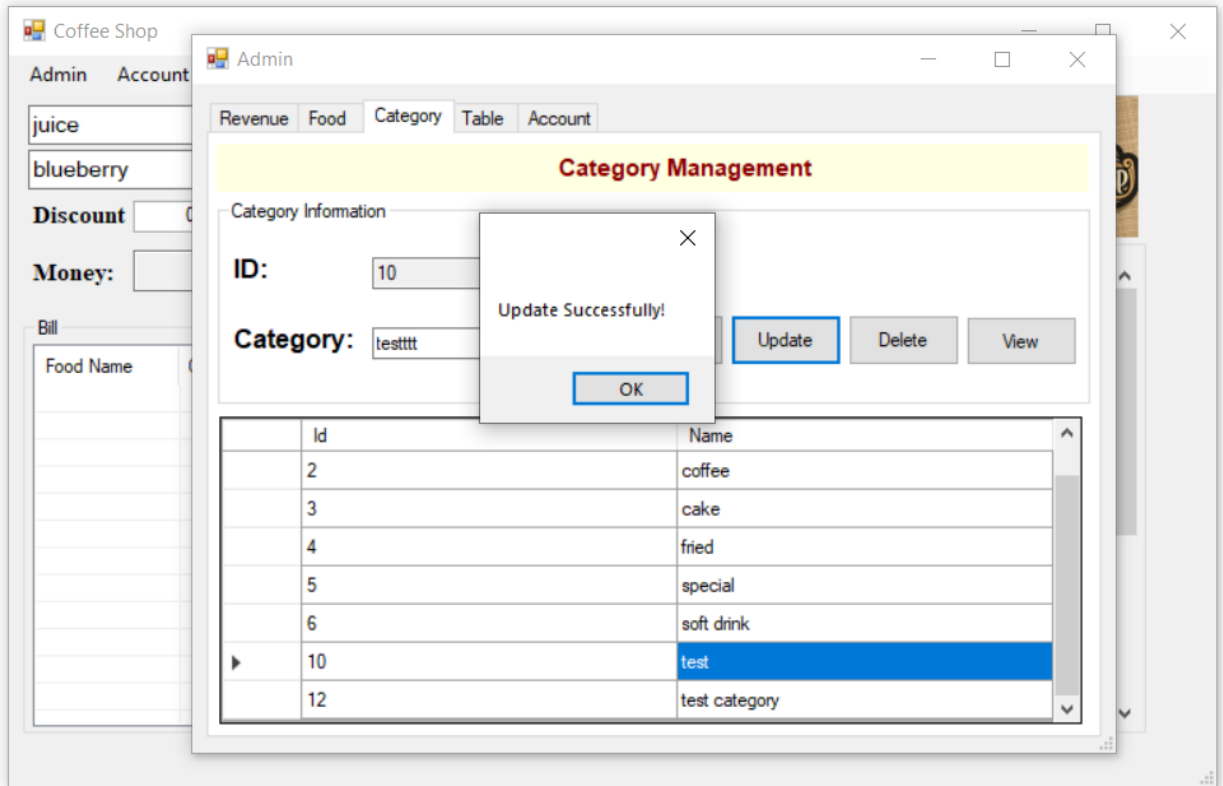 Coffee Shop
Admin Account
juice
blueberry
Discount
Money:
Bill
Food Name
Admin
Revenue Food Category Table Account
Category Management
Category Information
ID: 10
Category: testttt
Update Delete View
Update Successfully!
OK
Id Name
2 coffee
3 cake
4 fried
5 special
6 soft drink
10 test
12 test category